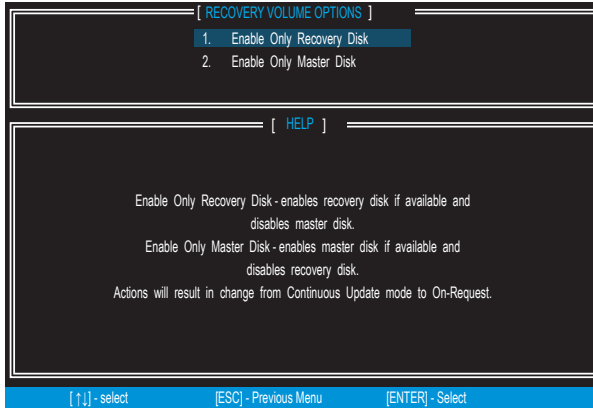 [ RECOVERY VOLUME OPTIONS ]
1. Enable Only Recovery Disk
2. Enable Only Master Disk
[ HELP ]
Enable Only Recovery Disk - enables recovery disk if available and
disables master disk.
Enable Only Master Disk - enables master disk if available and
disables recovery disk.
Actions will result in change from Continuous Update mode to On-Request.
[ ↑↓] - select [ESC] - Previous Menu [ENTER] - Select